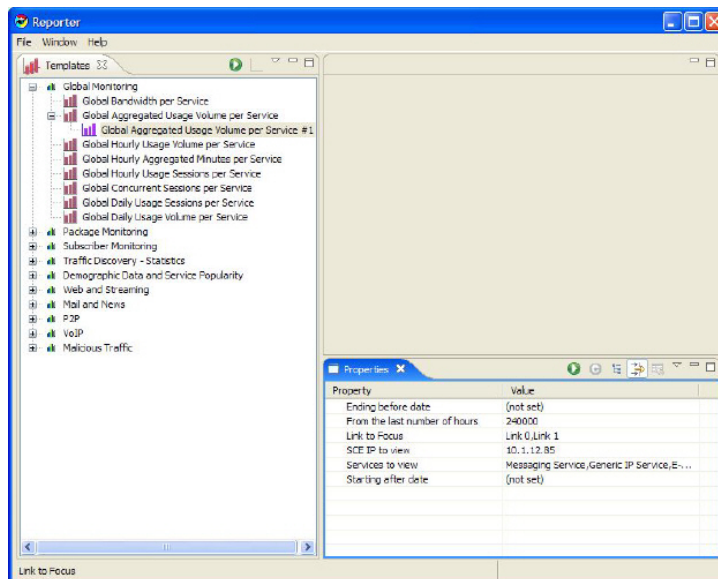 Reporter
File Window Help
Templates
Global Monitoring
Global Bandwidth per Service
Global Aggregated Usage Volume per Service
Global Aggregated Usage Volume per Service #1
Global Hourly Usage Volume per Service
Global Hourly Aggregated Minutes per Service
Global Hourly Usage Sessions per Service
Global Concurrent Sessions per Service
Global Daily Usage Sessions per Service
Global Daily Usage Volume per Service
Package Monitoring
Subscriber Monitoring
Traffic Discovery - Statistics
Demographic Data and Service Popularity
Web and Streaming
Mail and News
P2P
VoIP
Malicious Traffic
Properties
Property Value
Ending before date (not set)
From the last number of hours 240000
Link to Focus Link 0,Link 1
SCE IP to view 10.1.12.85
Services to view Messaging Service,Generic IP Service,E-...
Starting after date (not set)
Link to Focus